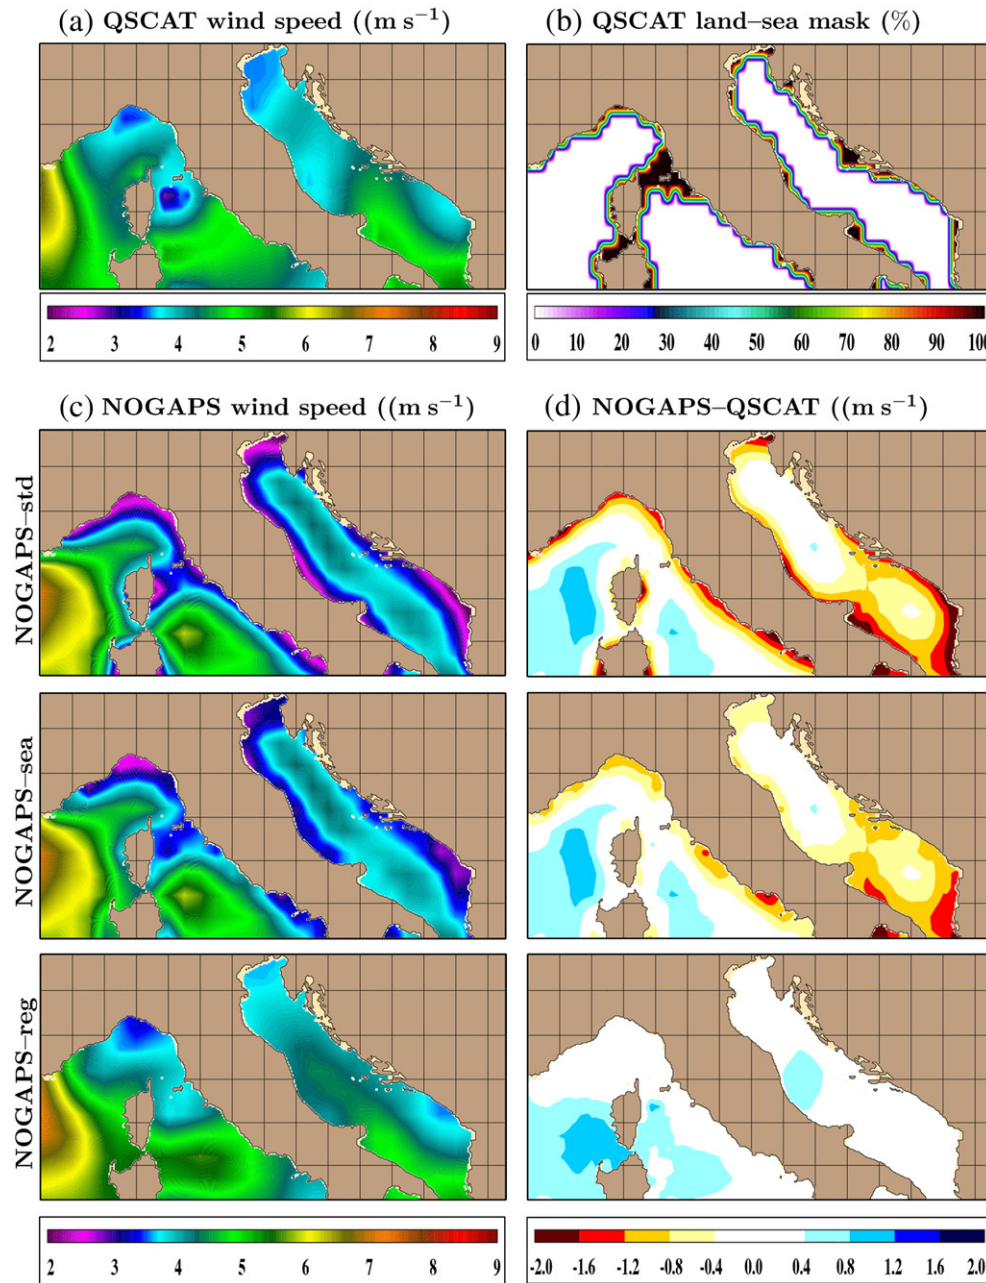 (a) QSCAT wind speed ((m s⁻¹)
(b) QSCAT land–sea mask (%)
2 3 4 5 6 7 8 9
0 10 20 30 40 50 60 70 80 90 100
(c) NOGAPS wind speed ((m s⁻¹)
(d) NOGAPS–QSCAT ((m s⁻¹)
NOGAPS–std
NOGAPS–sea
NOGAPS–reg
2 3 4 5 6 7 8 9
-2.0 -1.6 -1.2 -0.8 -0.4 0.0 0.4 0.8 1.2 1.6 2.0